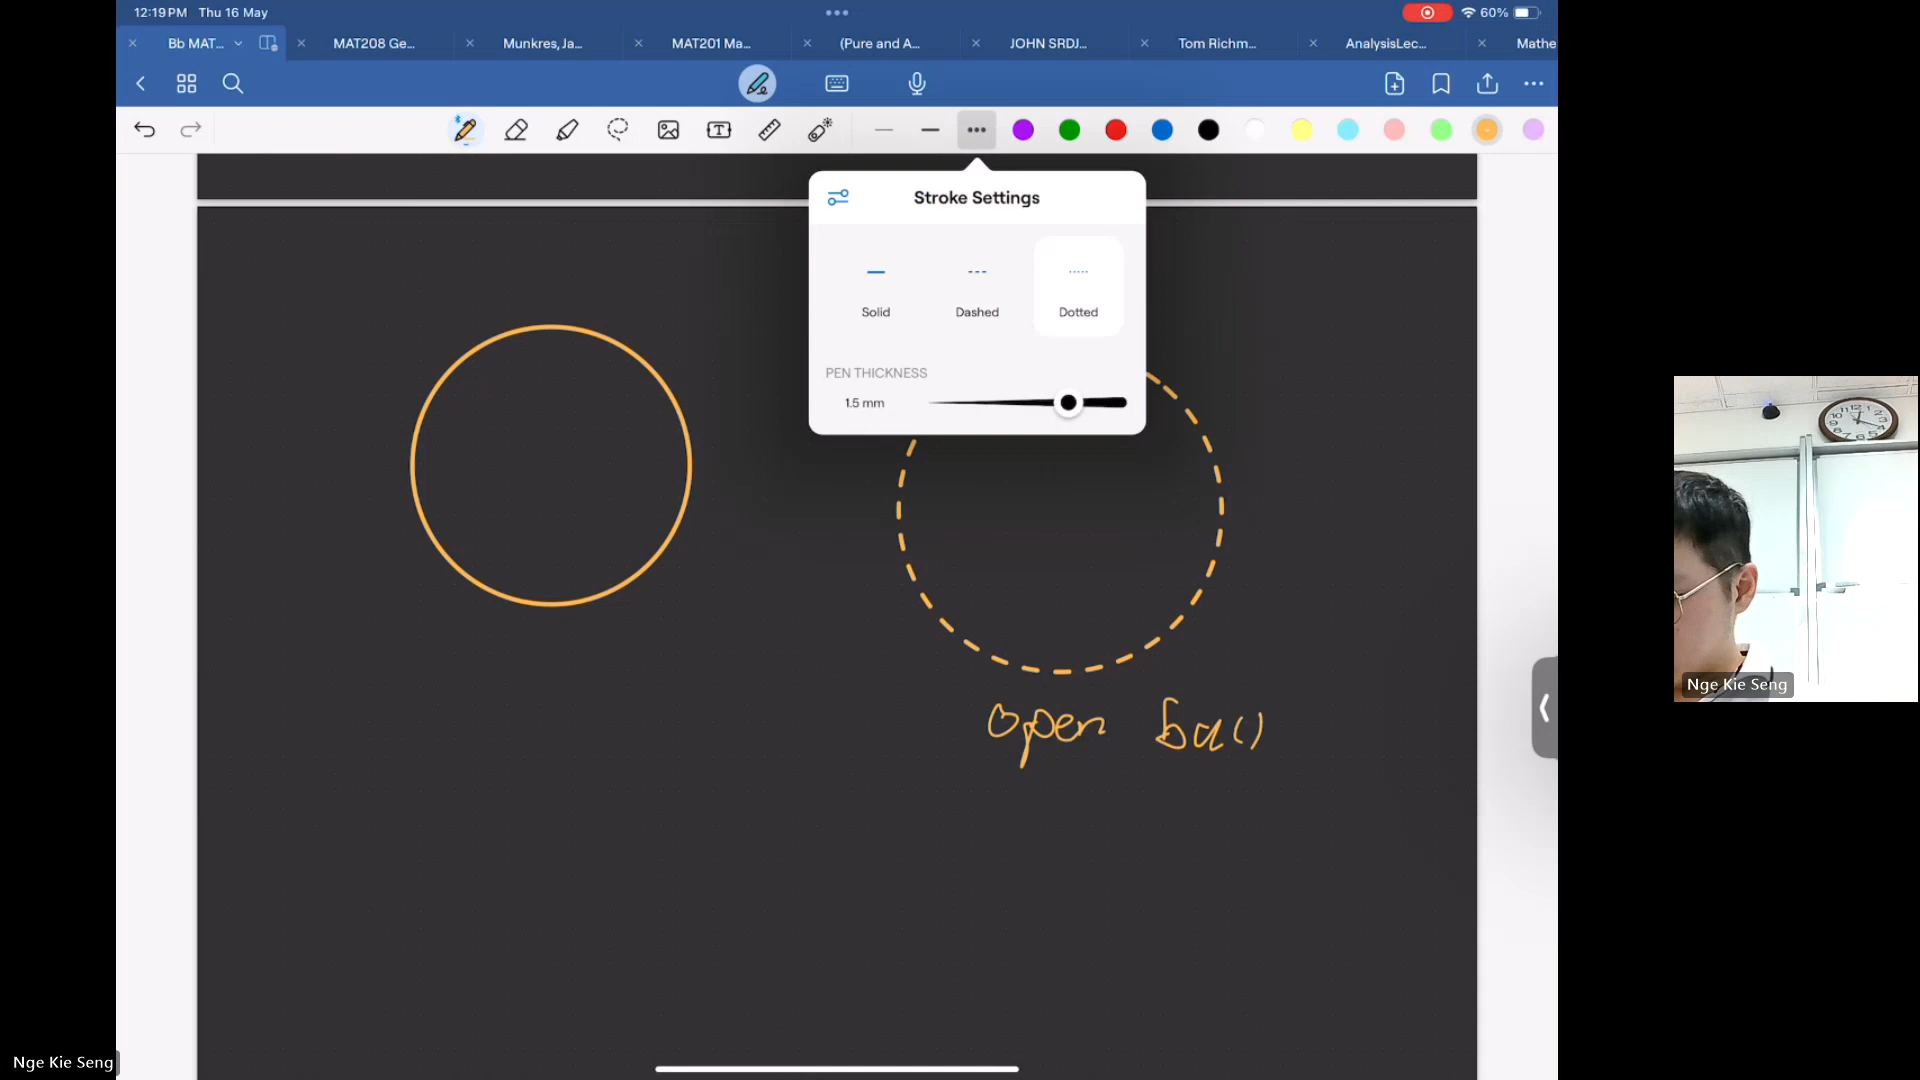 12:19 PM Thu 16 May
60%
Bb MAT...
MAT208 Ge...
Munkres, Ja...
MAT201 Ma...
(Pure and A...
JOHN SRDJ...
Tom Richm...
AnalysisLec...
Mathe
Stroke Settings
Solid
Dashed
Dotted
PEN THICKNESS
1.5 mm
open ball
Nge Kie Seng
Nge Kie Seng